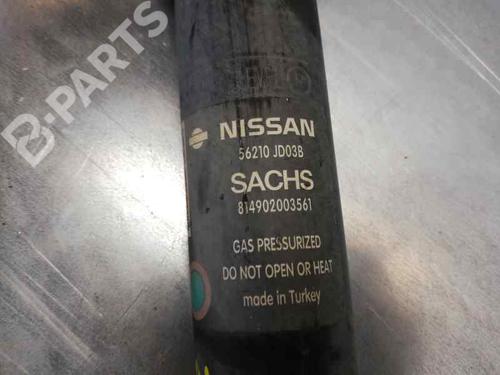 B-PARTS
NISSAN
56210 JD03B
SACHS
814902003561
GAS PRESSURIZED
DO NOT OPEN OR HEAT
made in Turkey